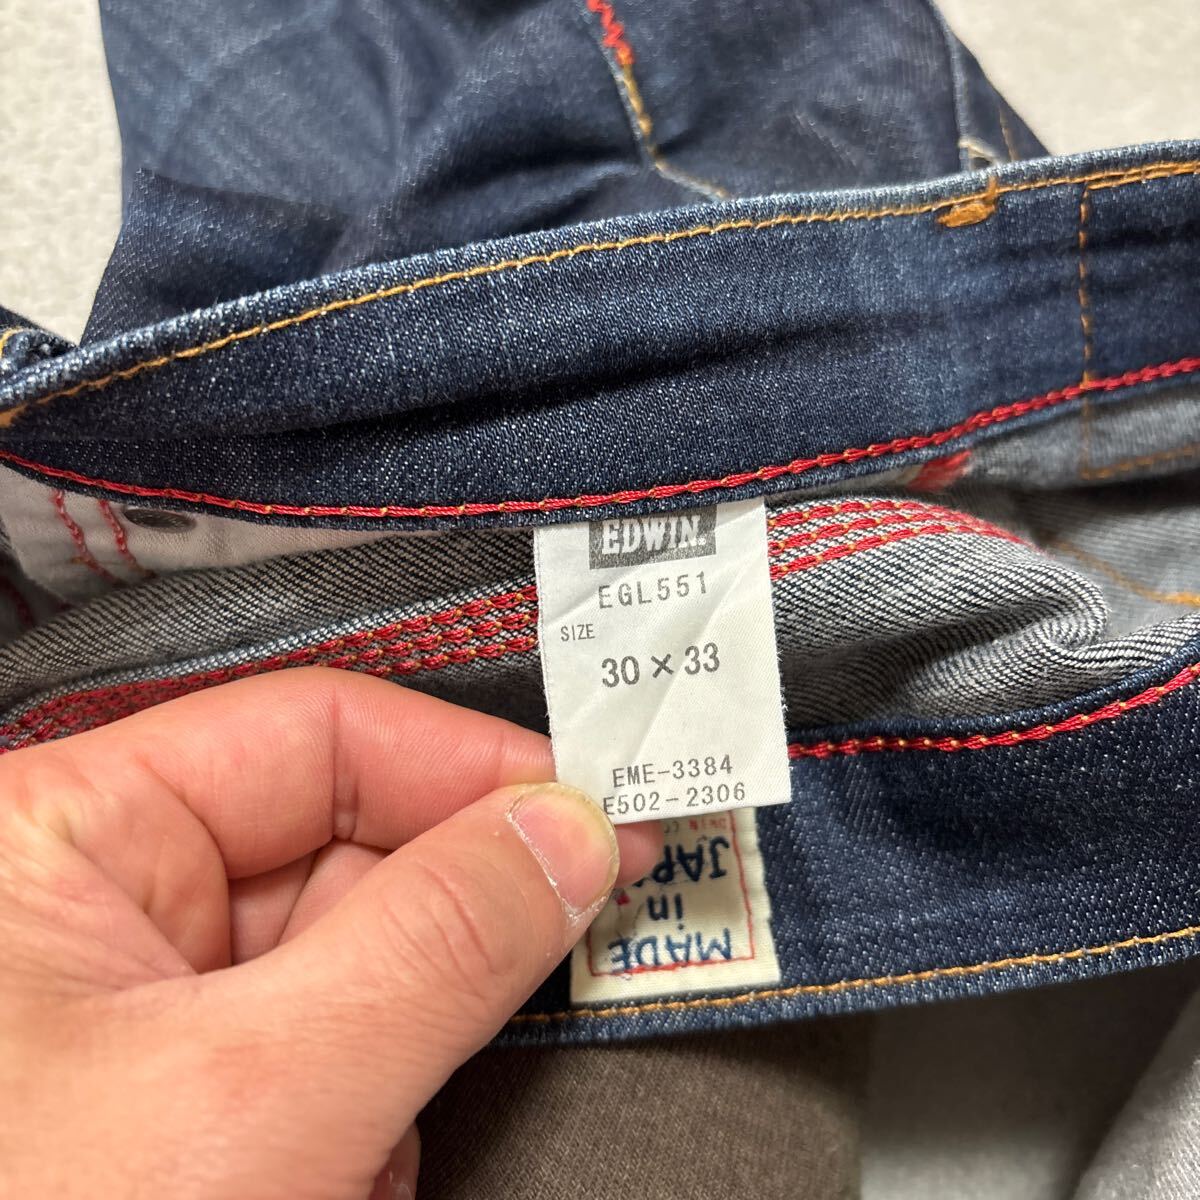 EDWIN.
EGL551
SIZE
30×33
EME-3384
E502-2306
MADE
in